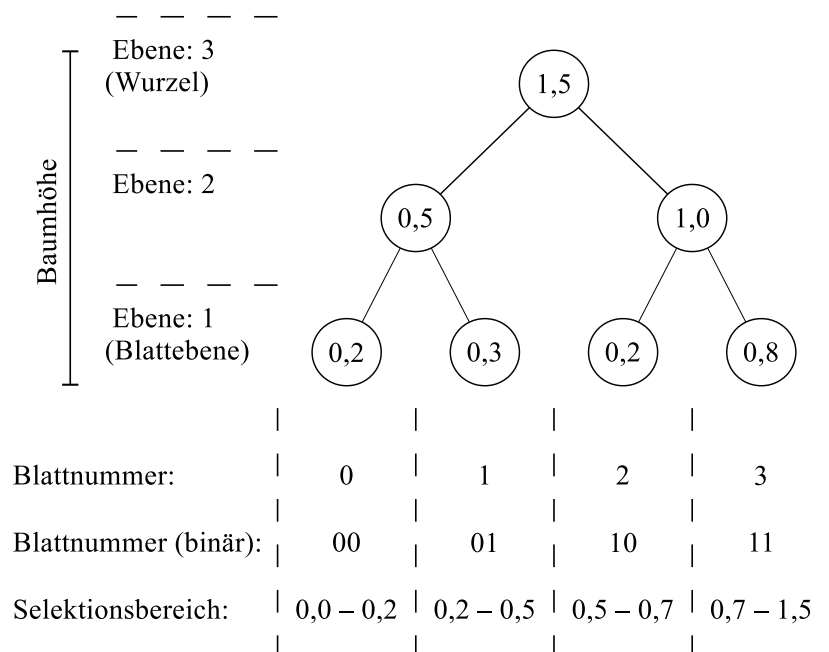 Ebene: 3
(Wurzel)
1,5
Baumhöhe
Ebene: 2
0,5 1,0
Ebene: 1
(Blattebene)
0,2 0,3 0,2 0,8
Blattnummer: 0 1 2 3
Blattnummer (binär): 00 01 10 11
Selektionsbereich: 0,0 – 0,2 0,2 – 0,5 0,5 – 0,7 0,7 – 1,5